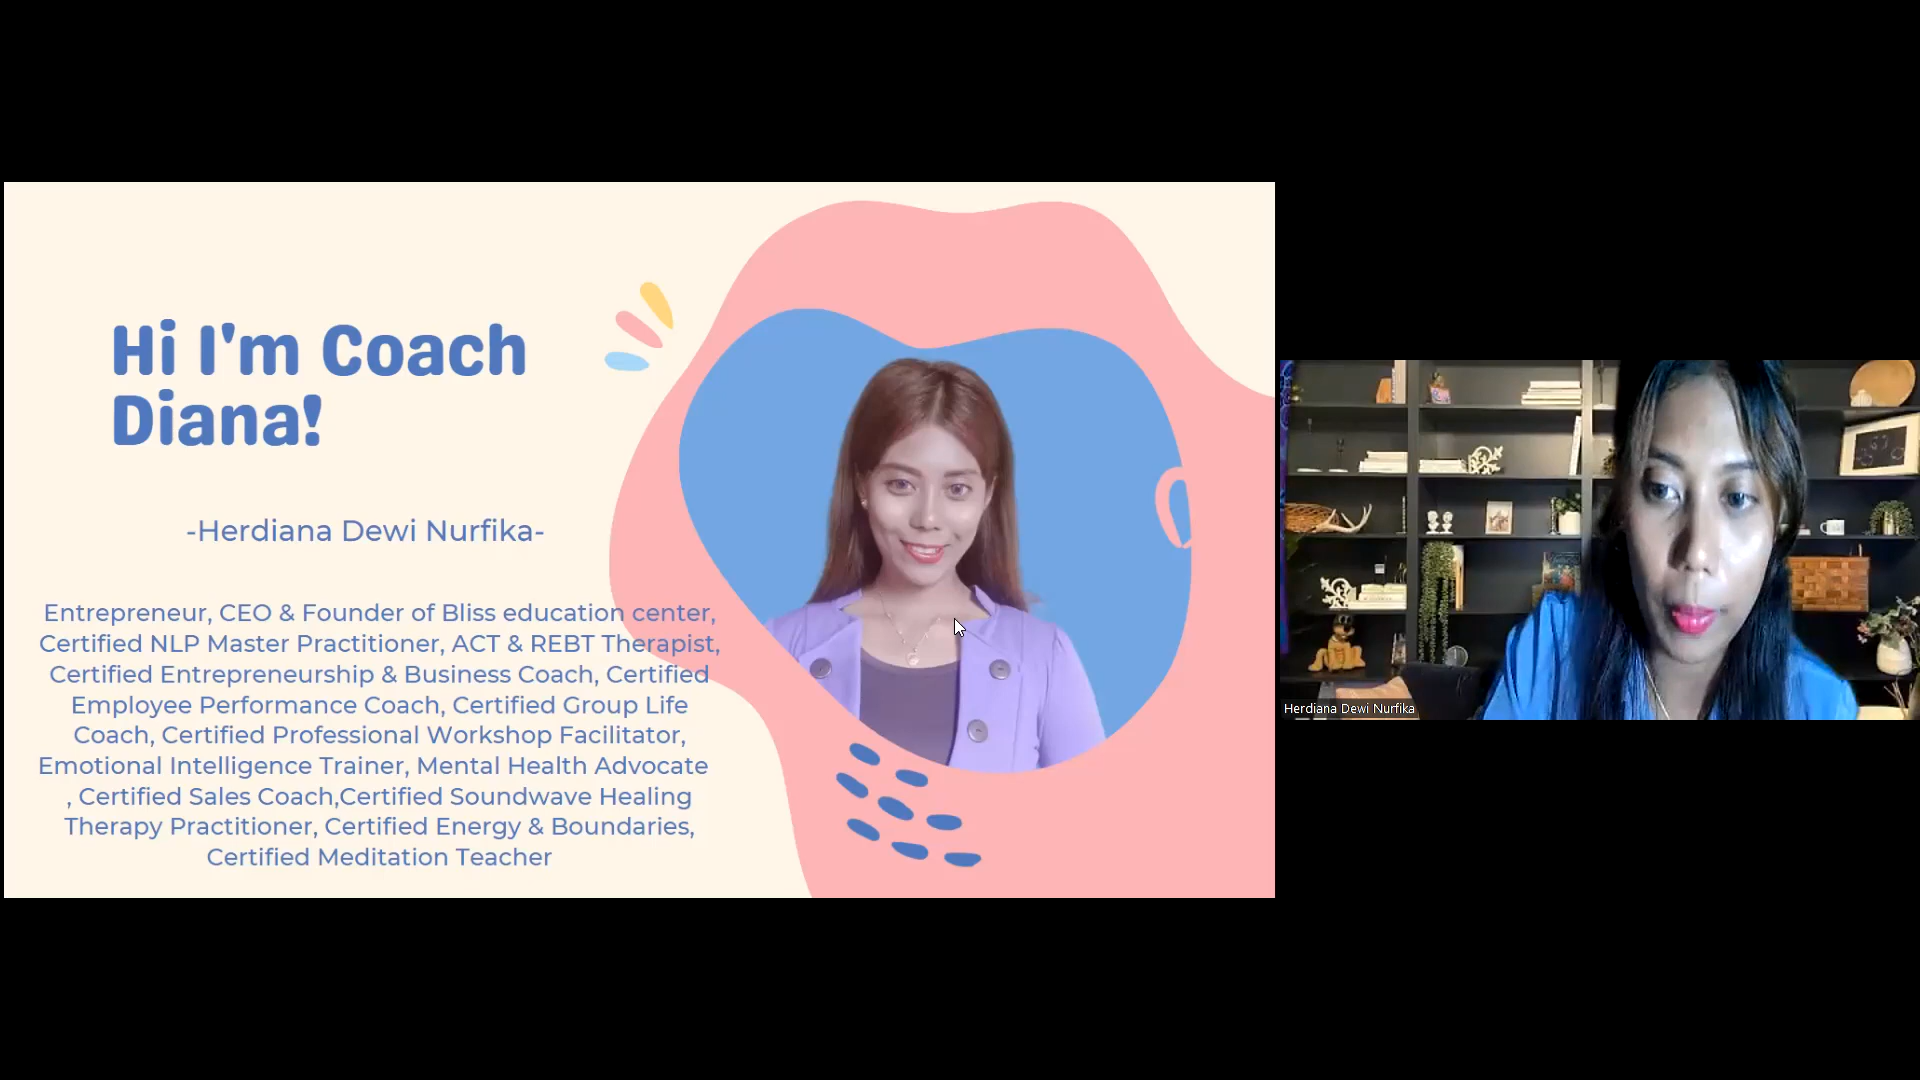 Hi I'm Coach
Diana!
-Herdiana Dewi Nurfika-
Entrepreneur, CEO & Founder of Bliss education center,
Certified NLP Master Practitioner, ACT & REBT Therapist,
Certified Entrepreneurship & Business Coach, Certified
Employee Performance Coach, Certified Group Life
Coach, Certified Professional Workshop Facilitator,
Emotional Intelligence Trainer, Mental Health Advocate
, Certified Sales Coach,Certified Soundwave Healing
Therapy Practitioner, Certified Energy & Boundaries,
Certified Meditation Teacher
Herdiana Dewi Nurfika